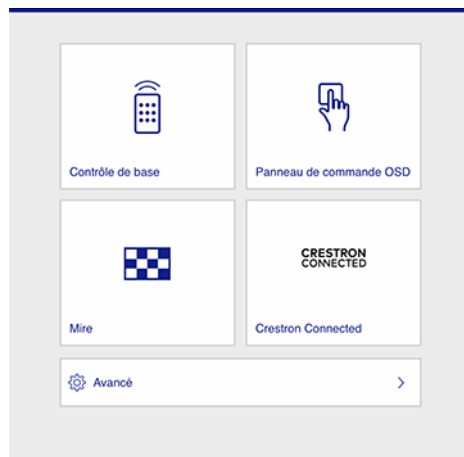 Contrôle de base
Panneau de commande OSD
CRESTRON
CONNECTED
Mire
Crestron Connected
Avancé